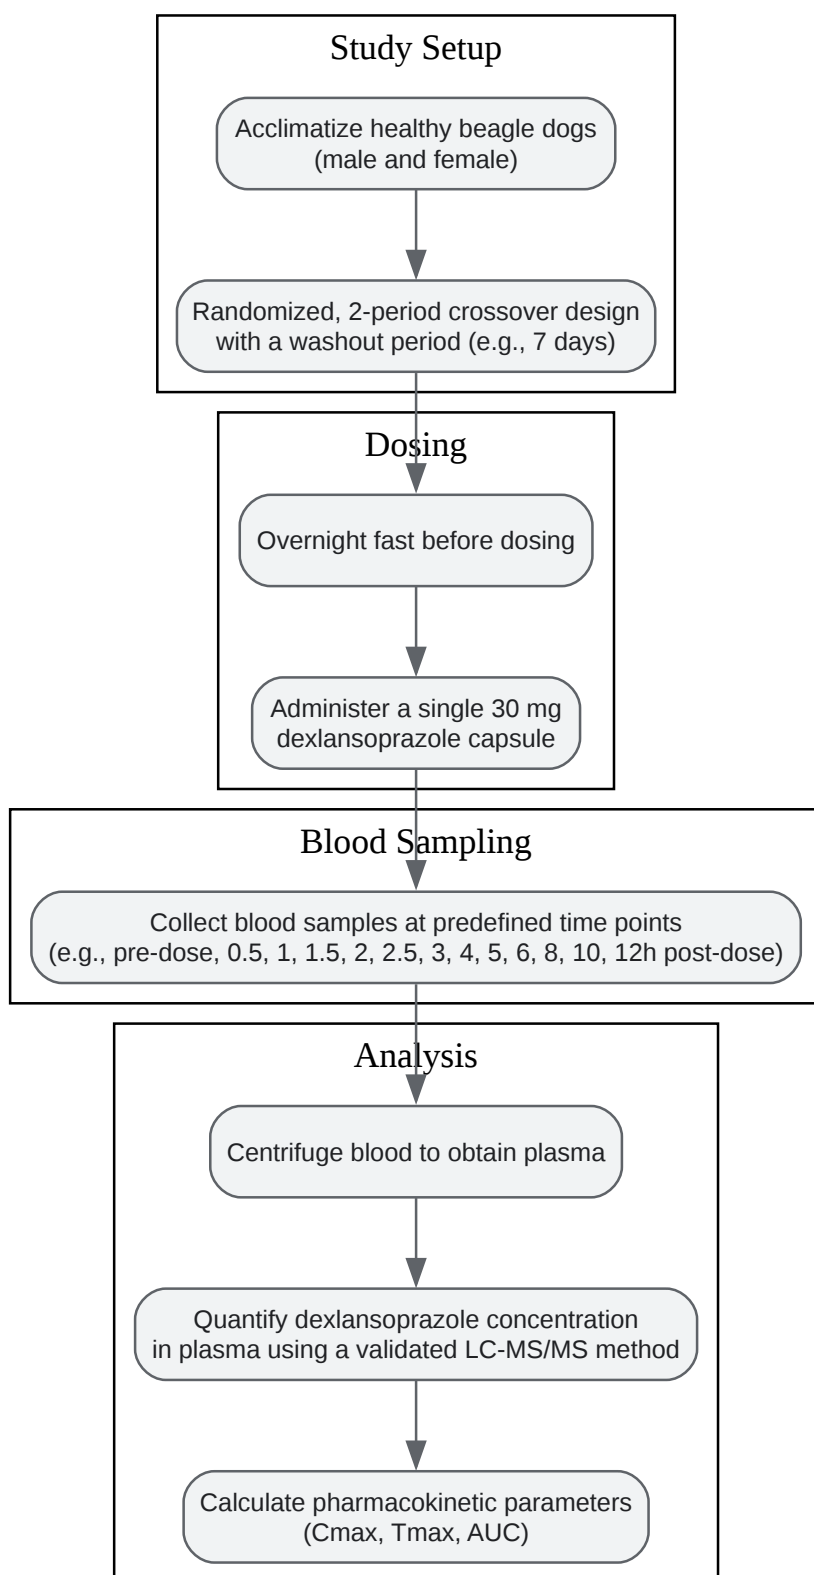 Study Setup
Acclimatize healthy beagle dogs
(male and female)
Randomized, 2-period crossover design
with a washout period (e.g., 7 days)
Dosing
Overnight fast before dosing
Administer a single 30 mg
dexlansoprazole capsule
Blood Sampling
Collect blood samples at predefined time points
(e.g., pre-dose, 0.5, 1, 1.5, 2, 2.5, 3, 4, 5, 6, 8, 10, 12h post-dose)
Analysis
Centrifuge blood to obtain plasma
Quantify dexlansoprazole concentration
in plasma using a validated LC-MS/MS method
Calculate pharmacokinetic parameters
(Cmax, Tmax, AUC)